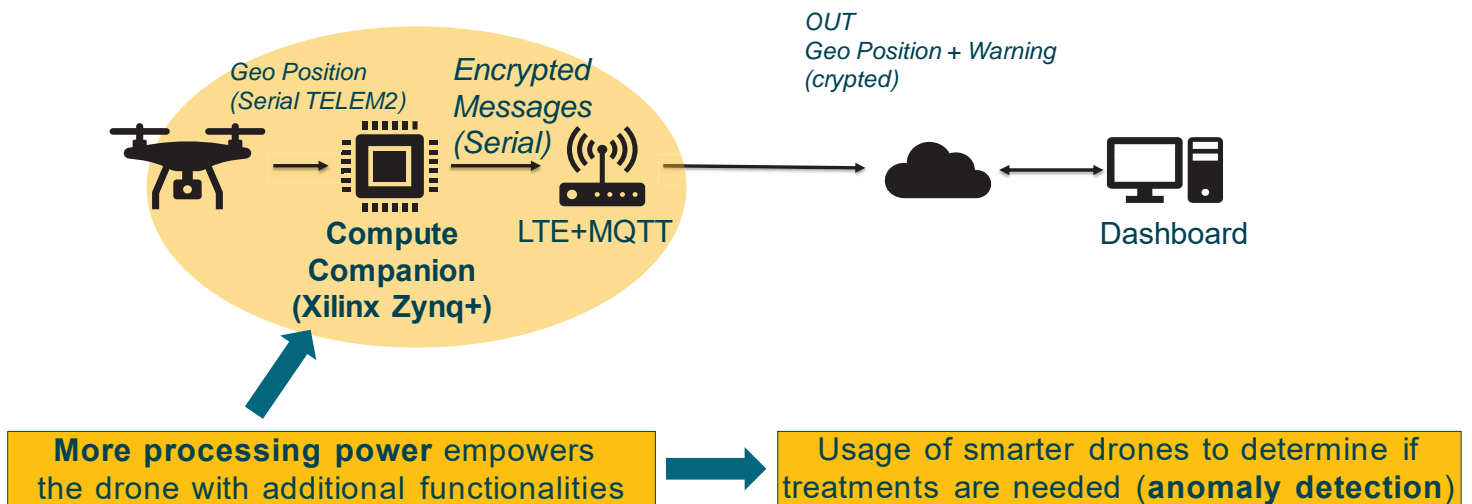 OUT
Geo Position + Warning
(crypted)
Geo Position
(Serial TELEM2)
Encrypted
Messages
(Serial)
Compute
Companion
(Xilinx Zynq+)
LTE+MQTT
Dashboard
More processing power empowers
the drone with additional functionalities
Usage of smarter drones to determine if
treatments are needed (anomaly detection)